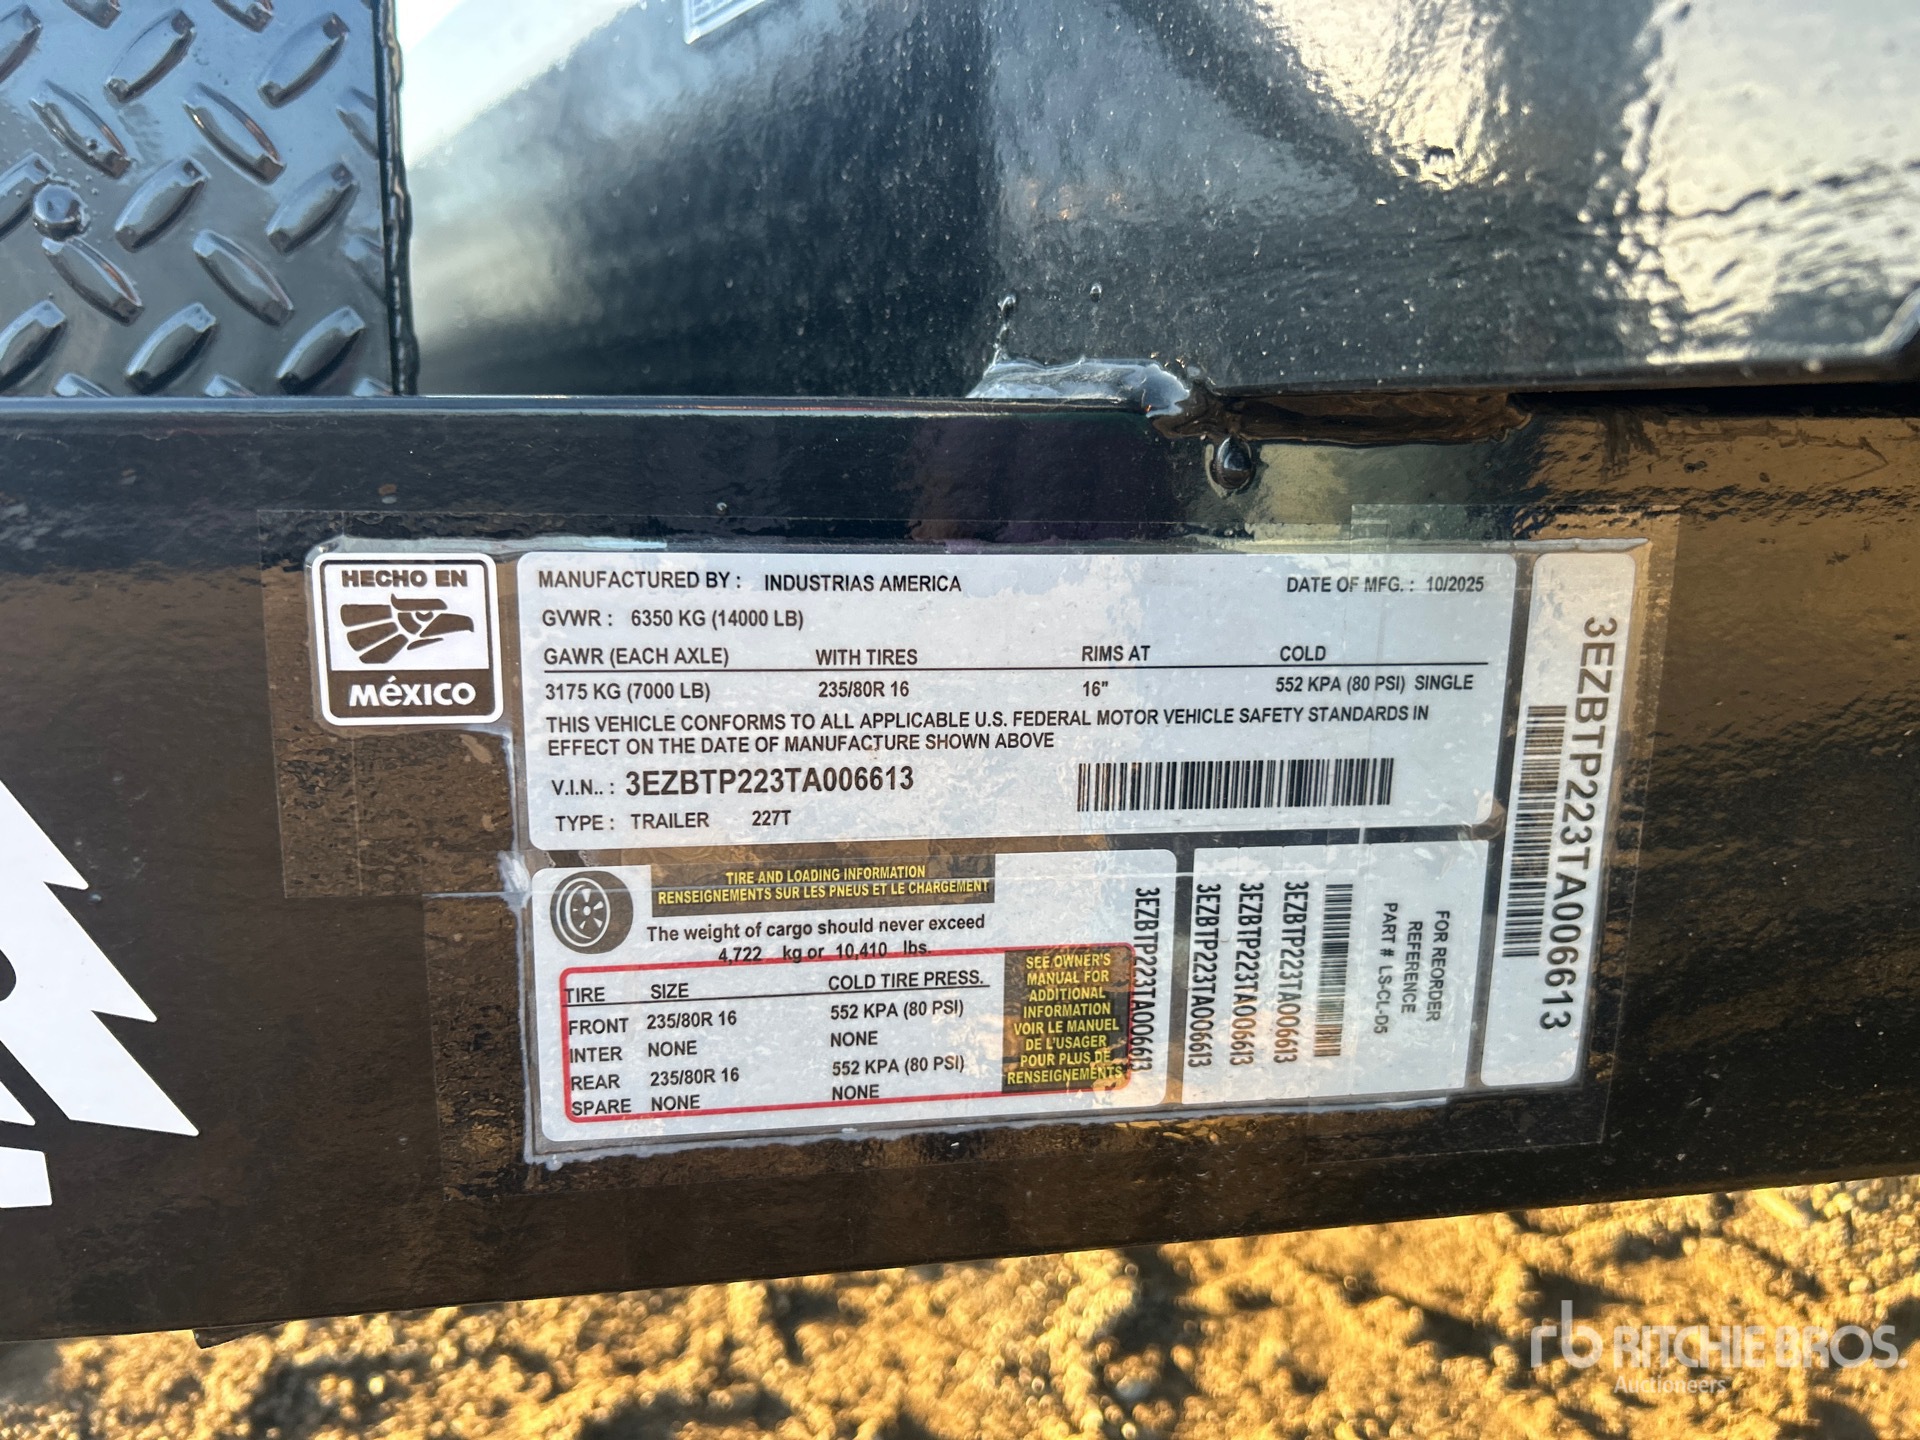 HECHO EN
MéXICO
MANUFACTURED BY : INDUSTRIAS AMERICA DATE OF MFG. : 10/2025
GVWR : 6350 KG (14000 LB)
GAWR (EACH AXLE) WITH TIRES RIMS AT COLD
3175 KG (7000 LB) 235/80R 16 16" 552 KPA (80 PSI) SINGLE
THIS VEHICLE CONFORMS TO ALL APPLICABLE U.S. FEDERAL MOTOR VEHICLE SAFETY STANDARDS IN
EFFECT ON THE DATE OF MANUFACTURE SHOWN ABOVE
V.I.N.. : 3EZBTP223TA006613
TYPE : TRAILER 227T
TIRE AND LOADING INFORMATION
RENSEIGNEMENTS SUR LES PNEUS ET LE CHARGEMENT
The weight of cargo should never exceed
4,722 kg or 10,410 lbs.
TIRE SIZE COLD TIRE PRESS.
FRONT 235/80R 16 552 KPA (80 PSI)
INTER NONE NONE
REAR 235/80R 16 552 KPA (80 PSI)
SPARE NONE NONE
SEE OWNER'S
MANUAL FOR
ADDITIONAL
INFORMATION
VOIR LE MANUEL
DE L'USAGER
POUR PLUS DE
RENSEIGNEMENTS
3EZBTP223TA006613
3EZBTP223TA006613
3EZBTP223TA006613
3EZBTP223TA006613
FOR REORDER
REFERENCE
PART # LS-CL-D5
3EZBTP223TA006613
rb RITCHIE BROS.
Auctioneers